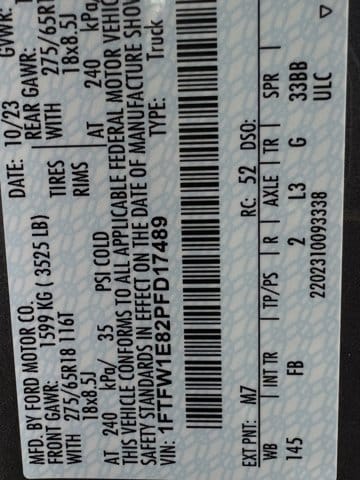 MFD. BY FORD MOTOR CO. DATE: 10/23 GVWR:
FRONT GAWR: 1599 KG ( 3525 LB) REAR GAWR:
WITH 275/65R18 116T TIRES WITH 275/65R1
18x8.5J RIMS 18x8.5J
AT 240 kPa/ 35 PSI COLD AT 240 kPa
THIS VEHICLE CONFORMS TO ALL APPLICABLE FEDERAL MOTOR VEHIC
SAFETY STANDARDS IN EFFECT ON THE DATE OF MANUFACTURE SHOW
VIN: 1FTFW1E82PFD17489 TYPE: Truck
EXT PNT: M7 RC: 52 DSO:
WB INT TR TP/PS R AXLE TR SPR
145 FB 2 L3 G 33BB
2202310093338 ULC